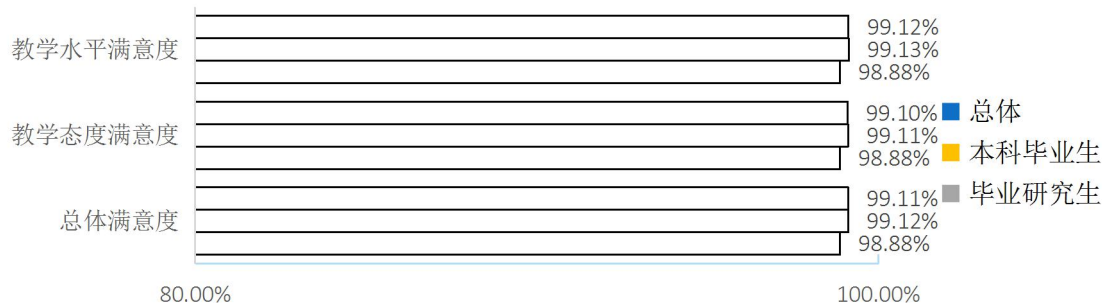 教学水平满意度
99.12%
99.13%
98.88%
教学态度满意度
99.10%
99.11%
98.88%
总体满意度
99.11%
99.12%
98.88%
80.00%
100.00%
总体
本科毕业生
毕业研究生